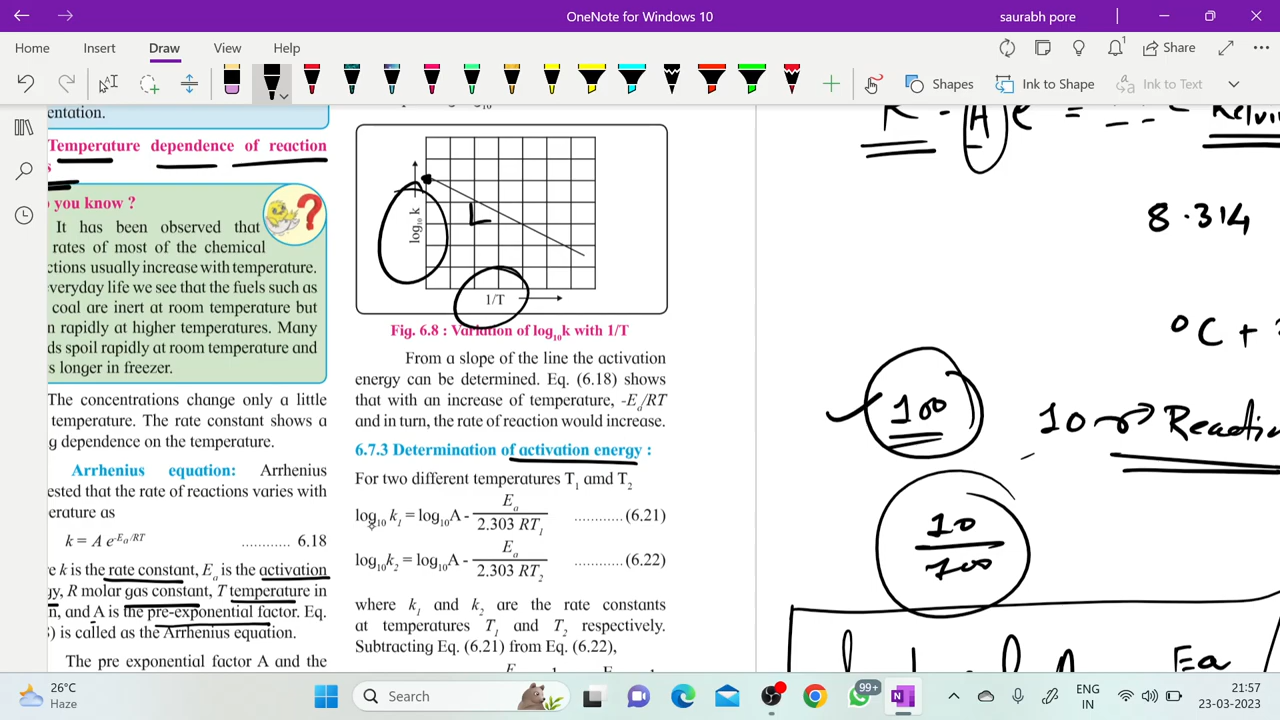 OneNote for Windows 10
saurabh pore
Home Insert Draw View Help
Share
Shapes
Ink to Shape
Ink to Text
entation.
Temperature dependence of reaction
s
you know ?
It has been observed that
rates of most of the chemical
ctions usually increase with temperature.
veryday life we see that the fuels such as
coal are inert at room temperature but
n rapidly at higher temperatures. Many
ds spoil rapidly at room temperature and
s longer in freezer.
The concentrations change only a little
temperature. The rate constant shows a
g dependence on the temperature.
Arrhenius equation: Arrhenius
ested that the rate of reactions varies with
erature as
k = A e^-Ea/RT ............ 6.18
e k is the rate constant, Ea is the activation
gy, R molar gas constant, T temperature in
n, and A is the pre-exponential factor. Eq.
) is called as the Arrhenius equation.
The pre exponential factor A and the
log10 k
1/T
Fig. 6.8 : Variation of log10k with 1/T
From a slope of the line the activation
energy can be determined. Eq. (6.18) shows
that with an increase of temperature, -Ea/RT
and in turn, the rate of reaction would increase.
6.7.3 Determination of activation energy :
For two different temperatures T1 amd T2
log10 k1 = log10A - Ea / 2.303 RT1 ...........(6.21)
log10k2 = log10A - Ea / 2.303 RT2 ...........(6.22)
where k1 and k2 are the rate constants
at temperatures T1 and T2 respectively.
Subtracting Eq. (6.21) from Eq. (6.22),
8.314
°C +
100
10 → Reactio
10
100
Ea
26°C
Haze
Search
99+
ENG
IN
21:57
23-03-2023